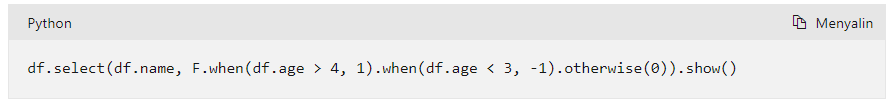 Python
Menyalin
df.select(df.name, F.when(df.age > 4, 1).when(df.age < 3, -1).otherwise(0)).show()